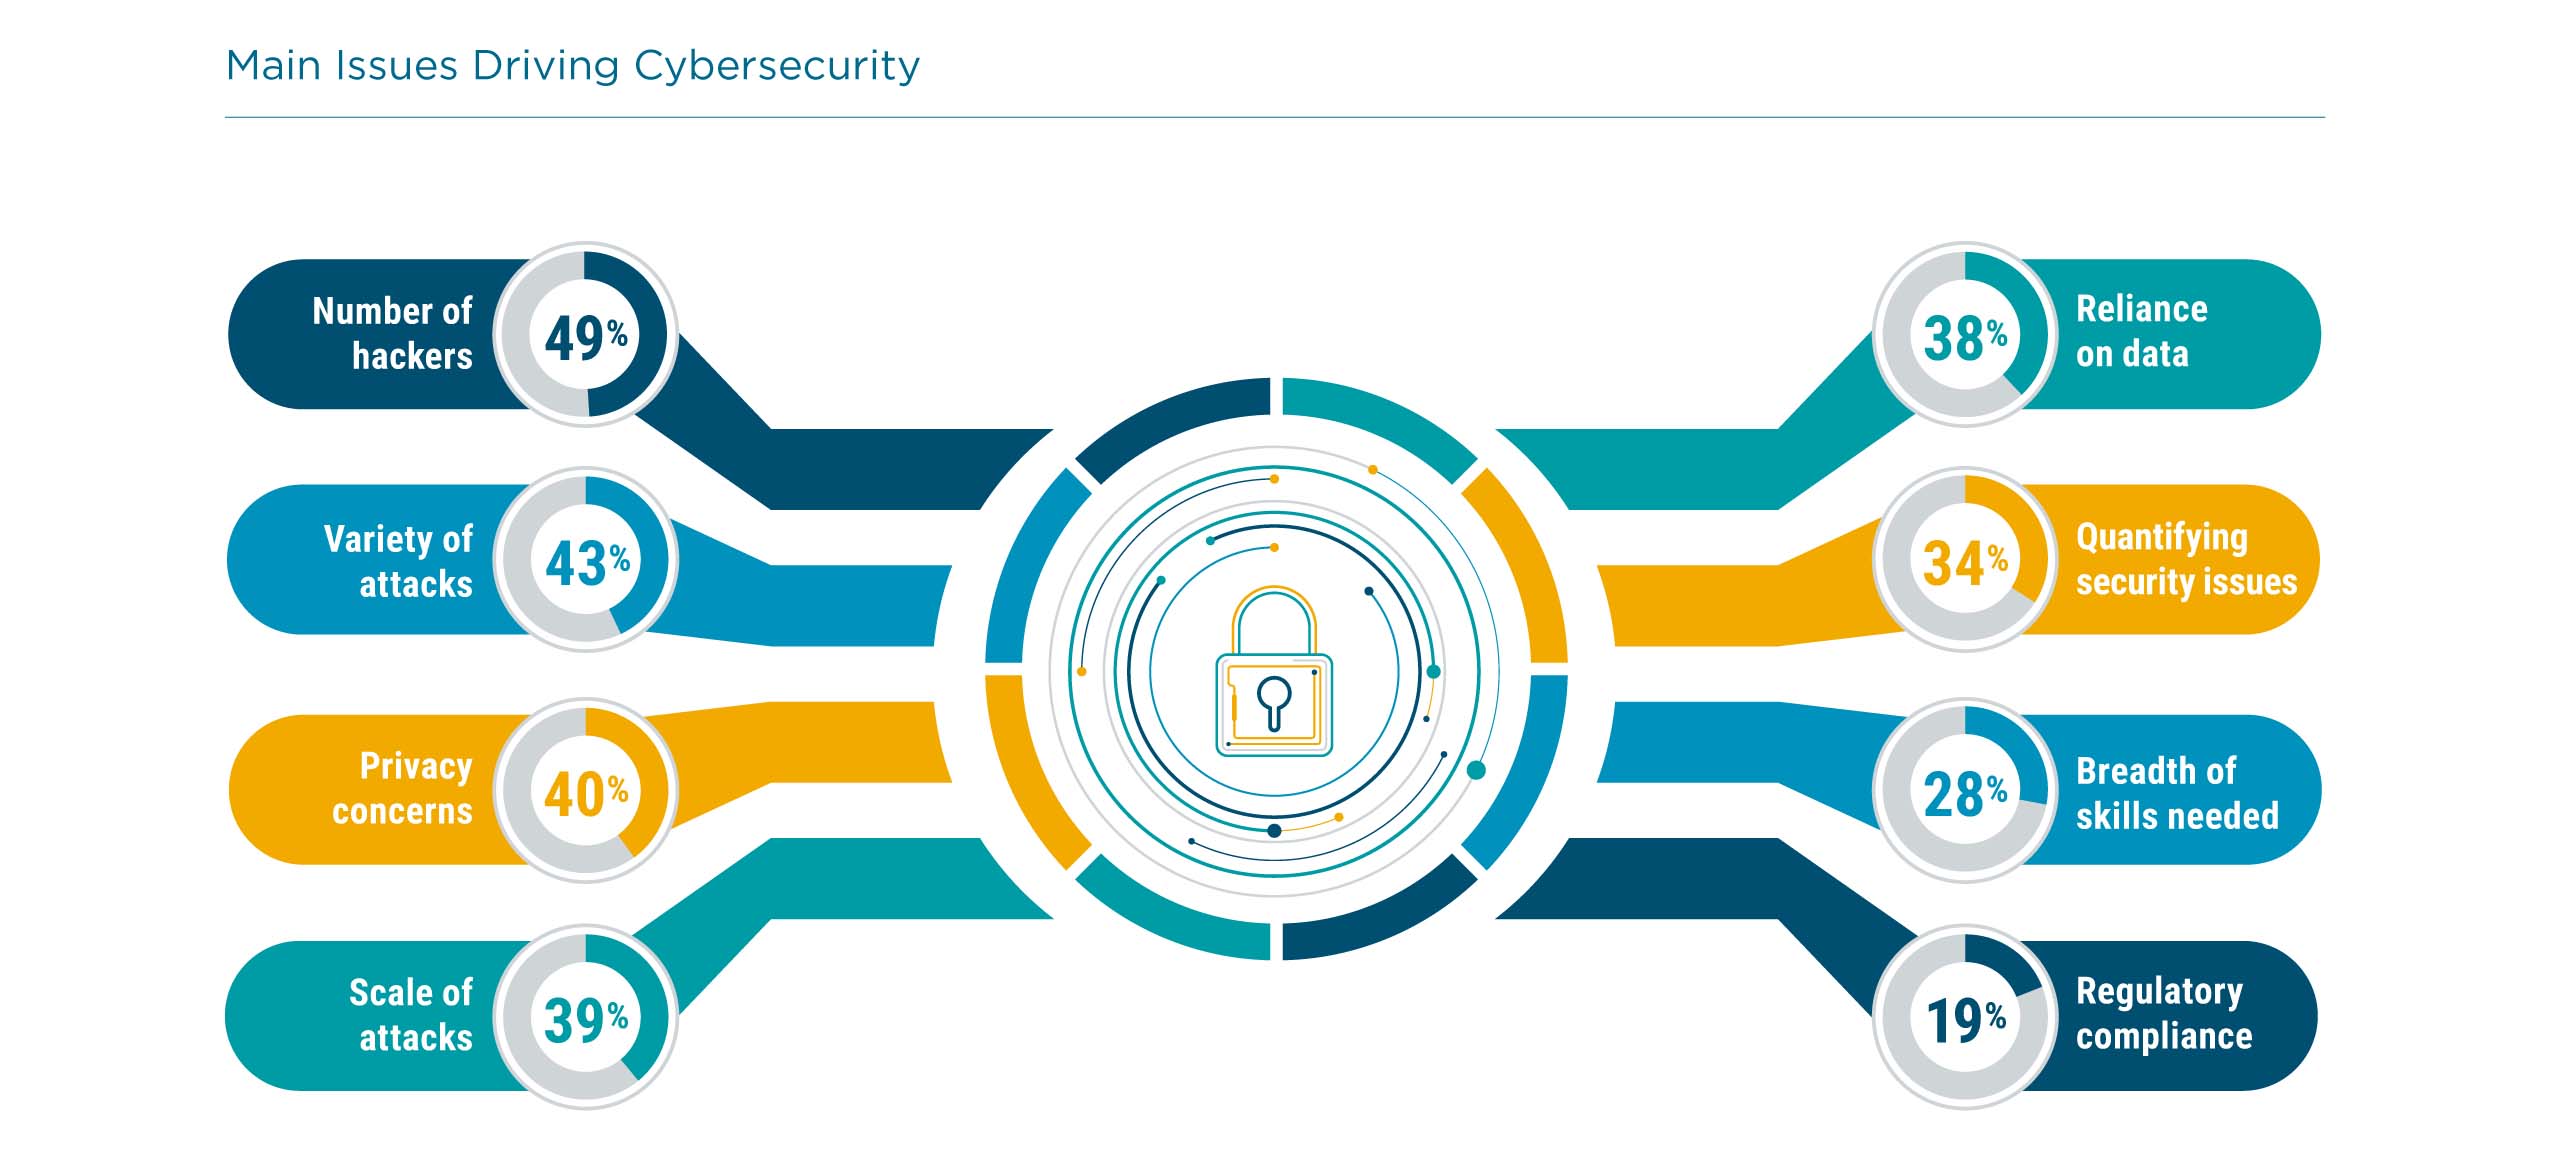 Main Issues Driving Cybersecurity
Number of
hackers
49%
Variety of
attacks
43%
Privacy
concerns
40%
Scale of
attacks
39%
38%
Reliance
on data
34%
Quantifying
security issues
28%
Breadth of
skills needed
19%
Regulatory
compliance